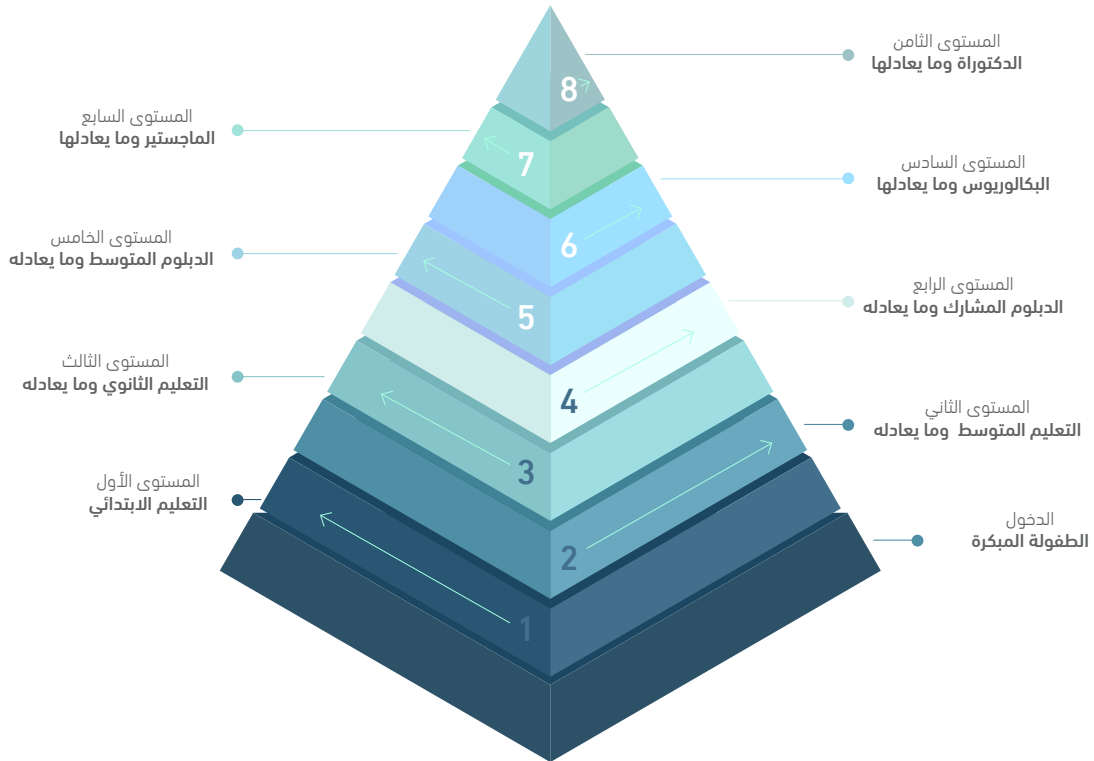 المستوى الثامن
الدكتوراة وما يعادلها
8
المستوى السابع
الماجستير وما يعادلها
7
المستوى السادس
البكالوريوس وما يعادلها
6
المستوى الخامس
الدبلوم المتوسط وما يعادله
5
المستوى الرابع
الدبلوم المشارك وما يعادله
4
المستوى الثالث
التعليم الثانوي وما يعادله
3
المستوى الثاني
التعليم المتوسط وما يعادله
2
المستوى الأول
التعليم الابتدائي
1
الدخول
الطفولة المبكرة